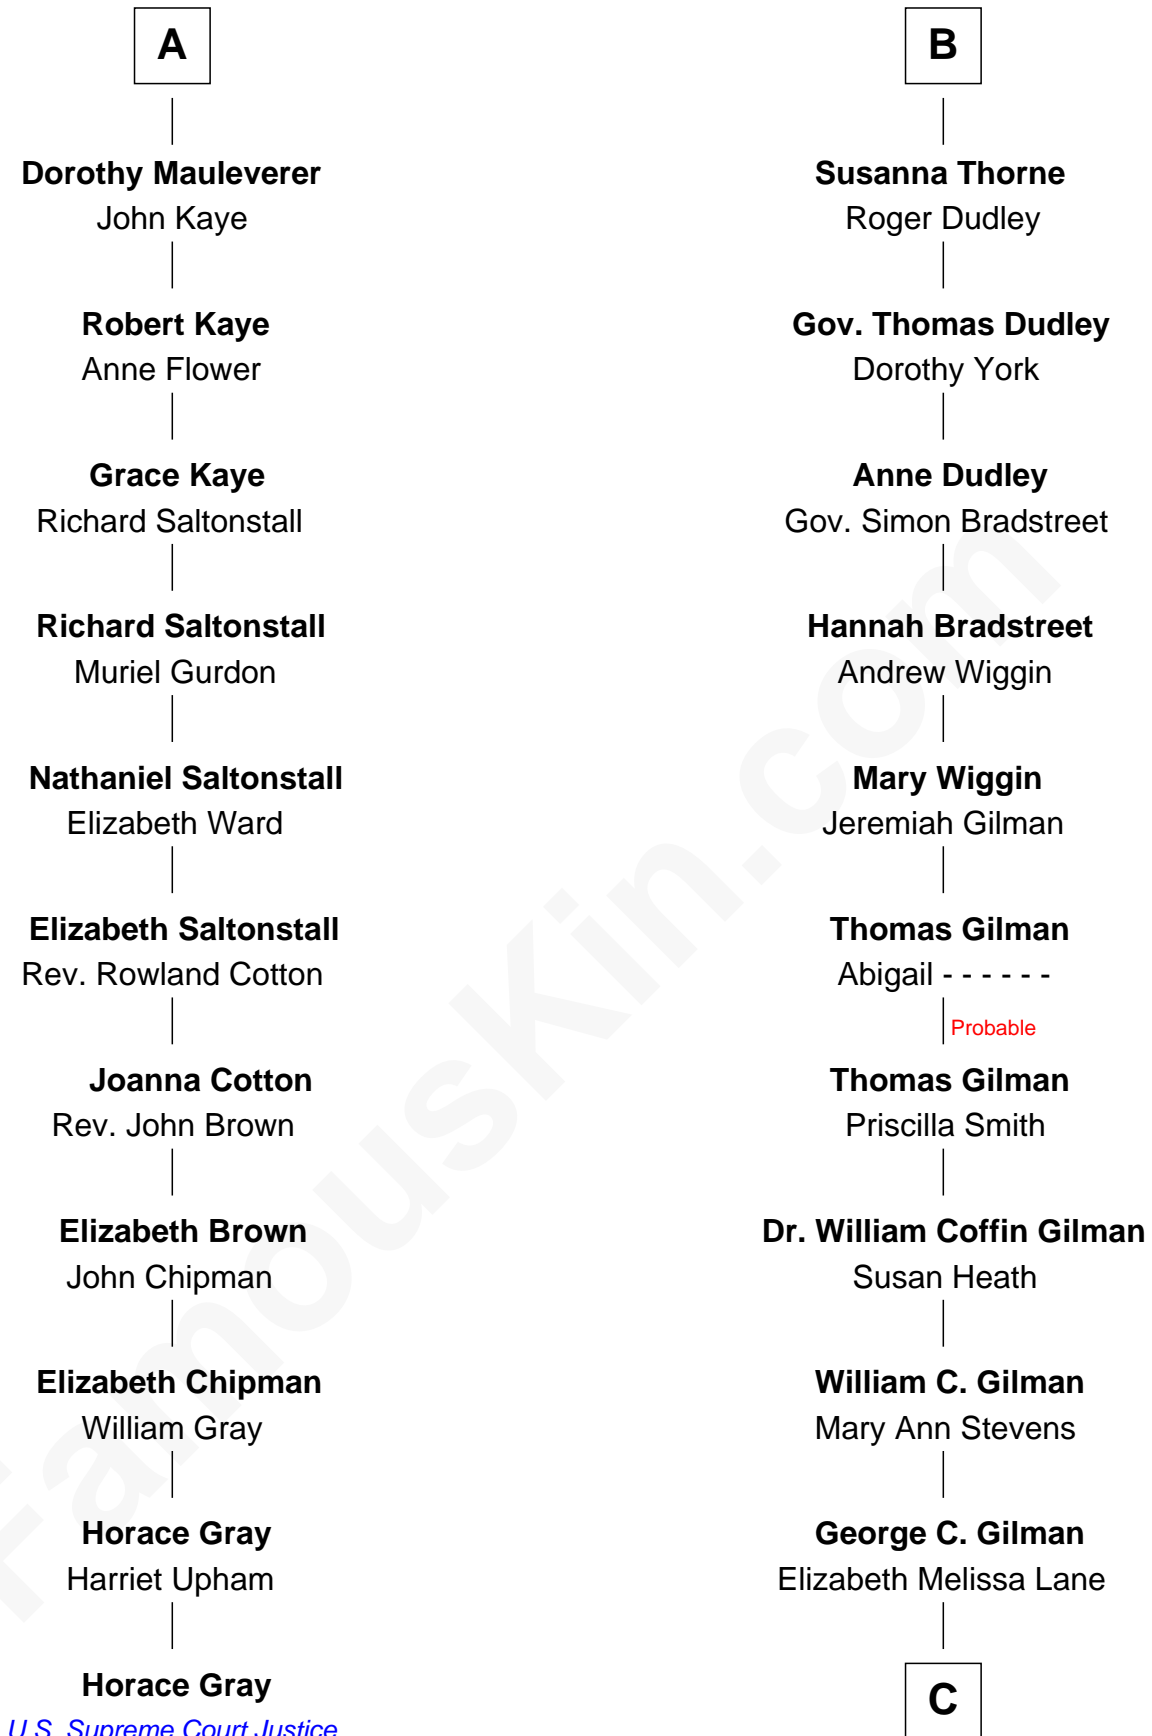 A
Dorothy Mauleverer
John Kaye
Robert Kaye
Anne Flower
Grace Kaye
Richard Saltonstall
Richard Saltonstall
Muriel Gurdon
Nathaniel Saltonstall
Elizabeth Ward
Elizabeth Saltonstall
Rev. Rowland Cotton
Joanna Cotton
Rev. John Brown
Elizabeth Brown
John Chipman
Elizabeth Chipman
William Gray
Horace Gray
Harriet Upham
Horace Gray
U.S. Supreme Court Justice
B
Susanna Thorne
Roger Dudley
Gov. Thomas Dudley
Dorothy York
Anne Dudley
Gov. Simon Bradstreet
Hannah Bradstreet
Andrew Wiggin
Mary Wiggin
Jeremiah Gilman
Thomas Gilman
Abigail - - - - - -
Probable
Thomas Gilman
Priscilla Smith
Dr. William Coffin Gilman
Susan Heath
William C. Gilman
Mary Ann Stevens
George C. Gilman
Elizabeth Melissa Lane
C
FamousKin.com